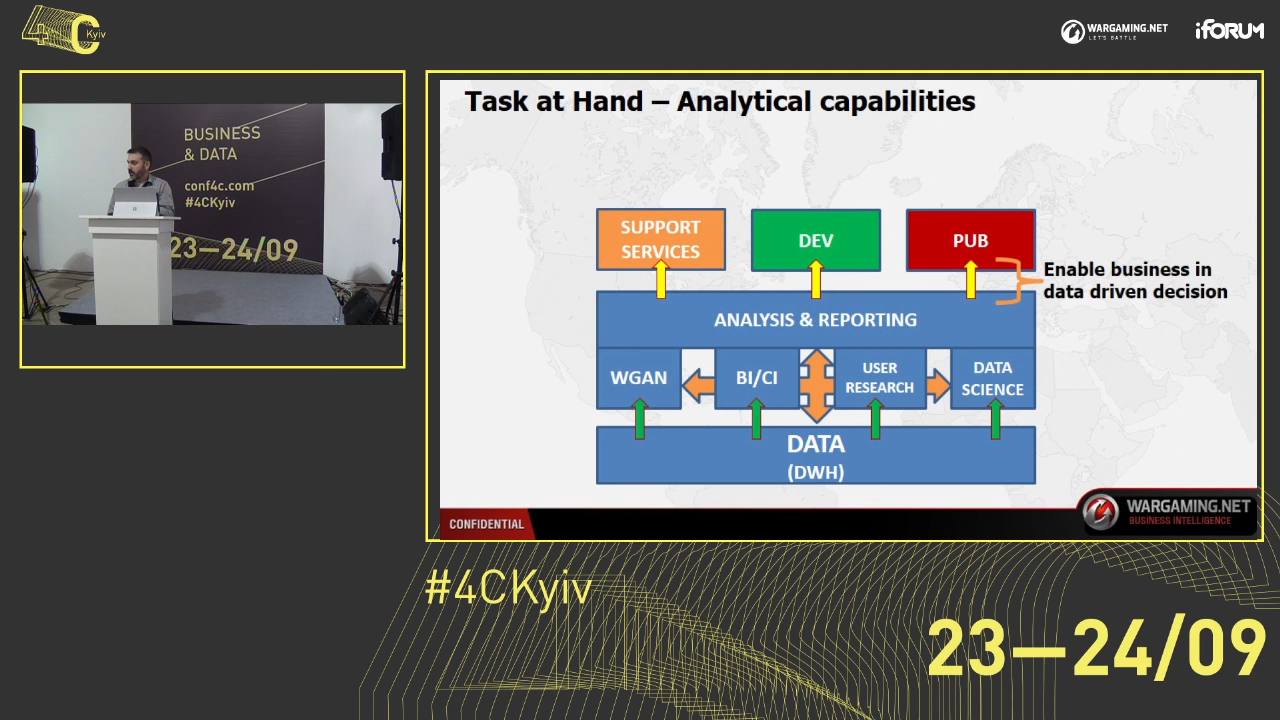 4C Kyiv
WARGAMING.NET
LET'S BATTLE
iFORUM
BUSINESS
& DATA
conf4c.com
#4CKyiv
23—24/09
Task at Hand – Analytical capabilities
SUPPORT
SERVICES
DEV
PUB
Enable business in
data driven decision
ANALYSIS & REPORTING
WGAN
BI/CI
USER
RESEARCH
DATA
SCIENCE
DATA
(DWH)
CONFIDENTIAL
WARGAMING.NET
BUSINESS INTELLIGENCE
#4CKyiv
23—24/09